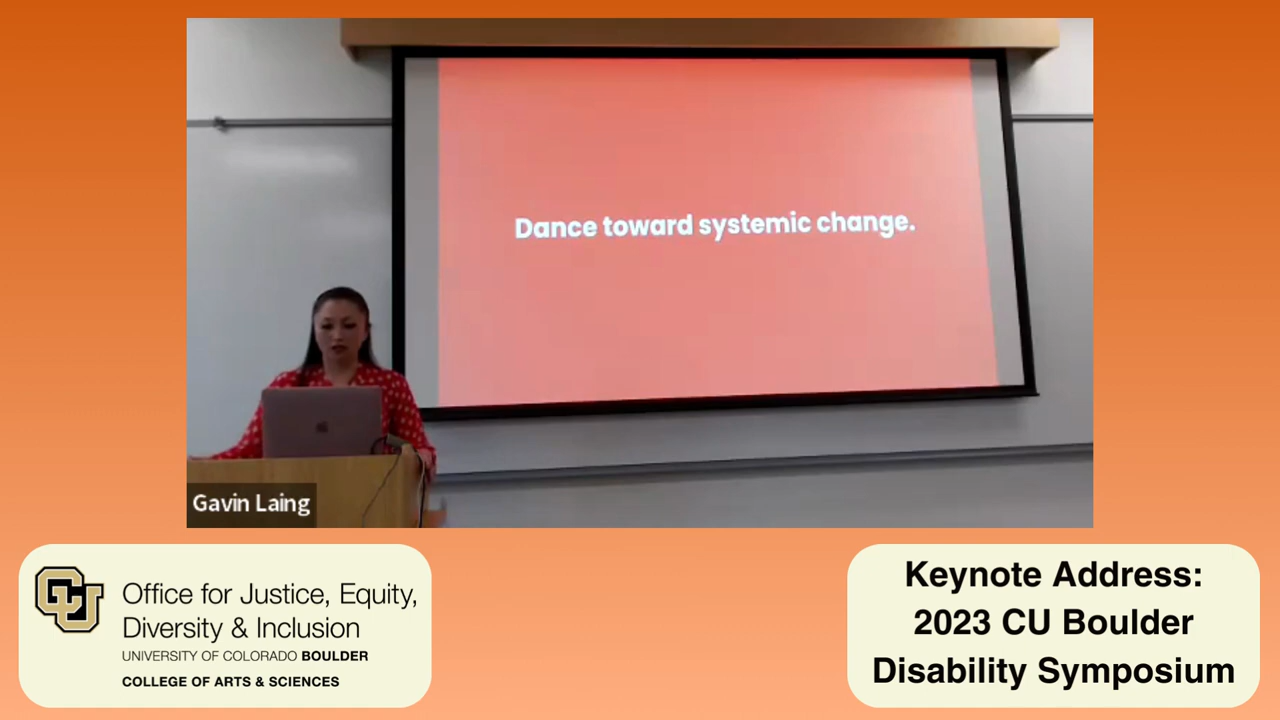 Dance toward systemic change.
Gavin Laing
CU
Office for Justice, Equity,
Diversity & Inclusion
UNIVERSITY OF COLORADO BOULDER
COLLEGE OF ARTS & SCIENCES
Keynote Address:
2023 CU Boulder
Disability Symposium